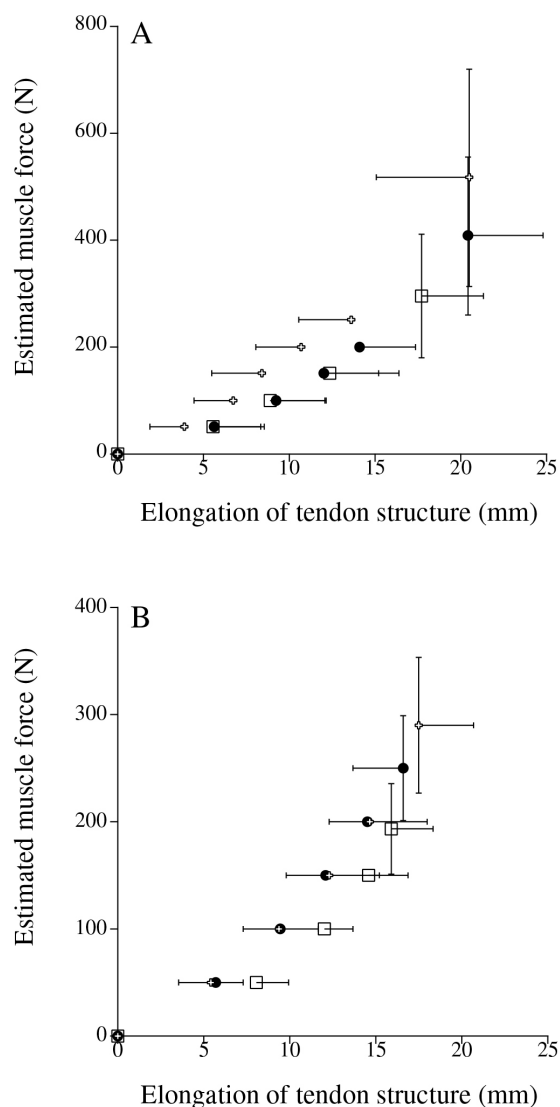 A
800
600
400
200
0
0 5 10 15 20 25
Estimated muscle force (N)
Elongation of tendon structure (mm)
B
400
300
200
100
0
0 5 10 15 20 25
Estimated muscle force (N)
Elongation of tendon structure (mm)